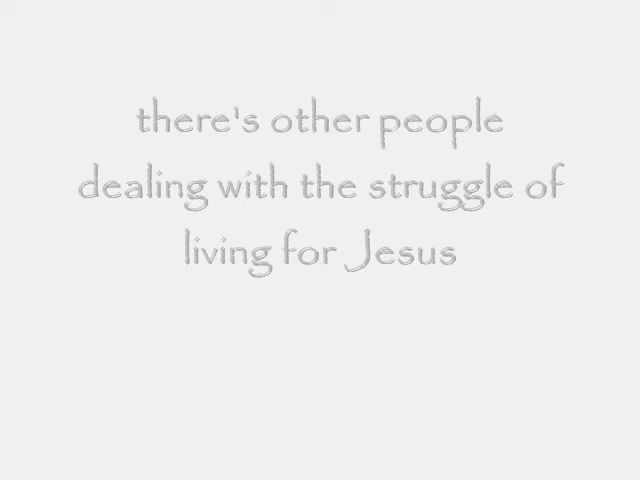 there's other people
dealing with the struggle of
living for Jesus